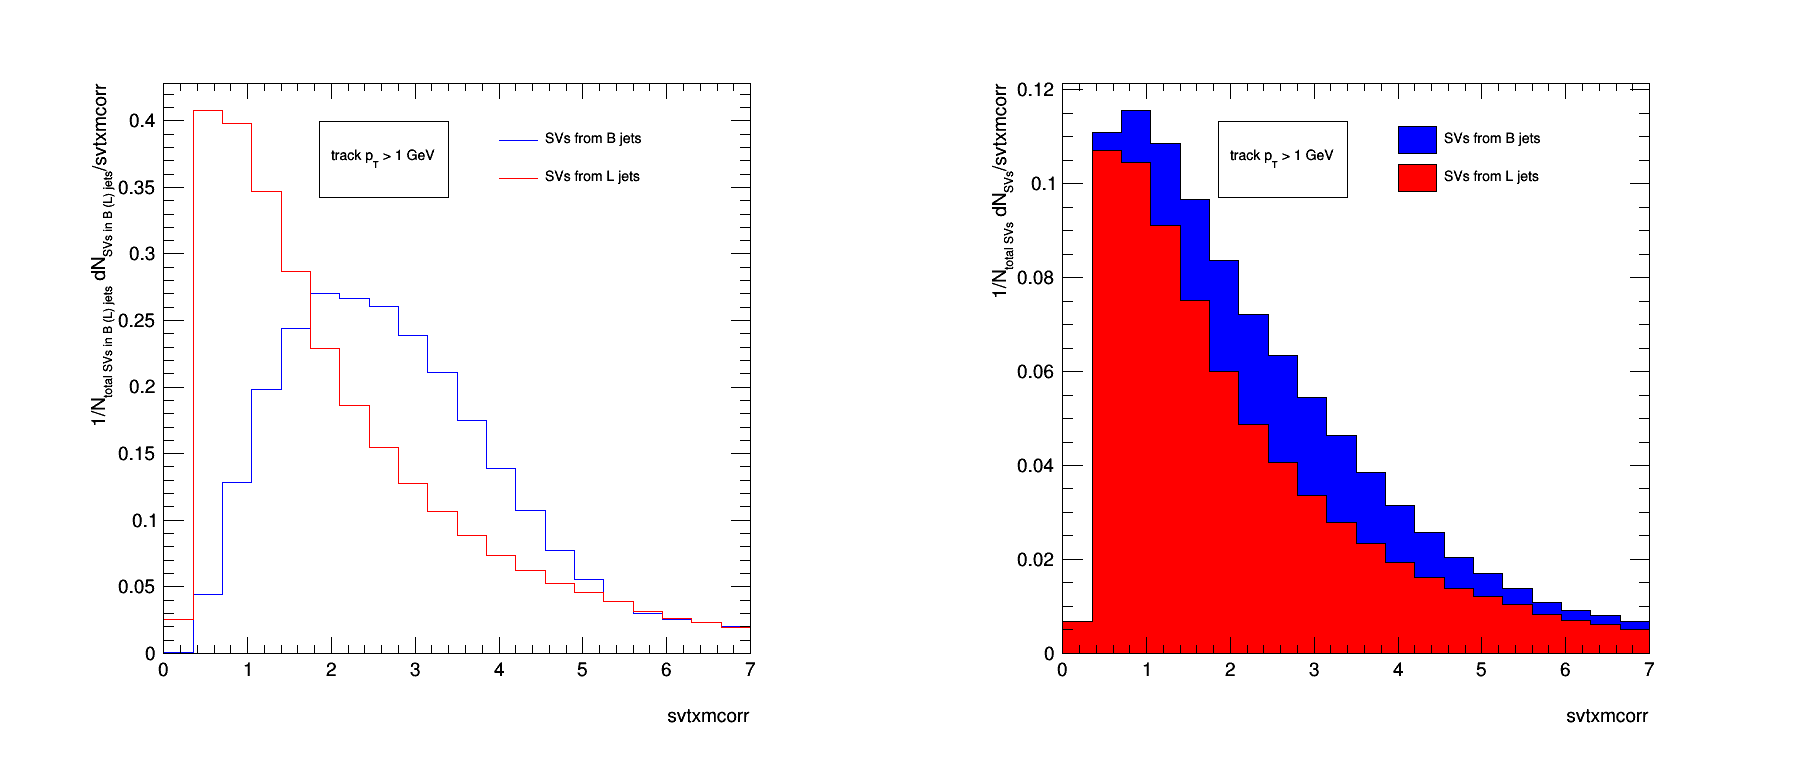 1/N_total SVs in B (L) jets dN_SVs in B (L) jets/svtxmcorr
0.4
0.35
0.3
0.25
0.2
0.15
0.1
0.05
0
track p_T > 1 GeV
SVs from B jets
SVs from L jets
0 1 2 3 4 5 6 7
svtxmcorr
1/N_total SVs dN_SVs/svtxmcorr
0.12
0.1
0.08
0.06
0.04
0.02
0
track p_T > 1 GeV
SVs from B jets
SVs from L jets
0 1 2 3 4 5 6 7
svtxmcorr